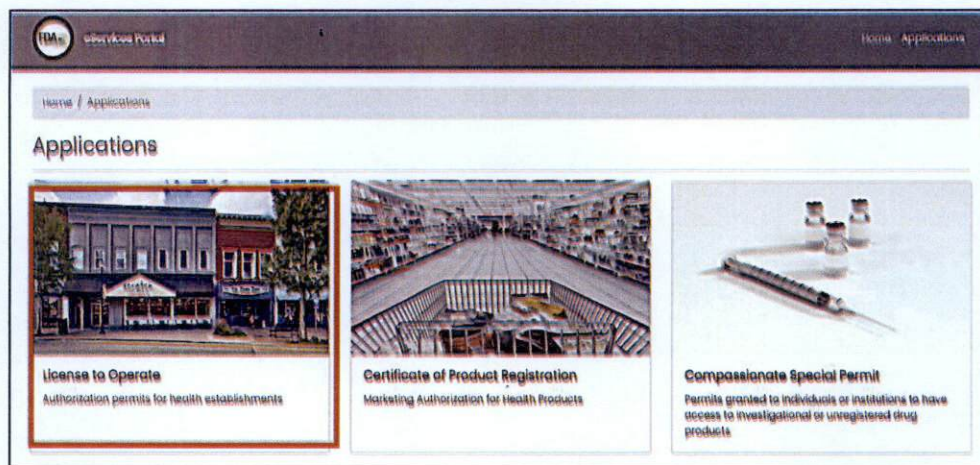 FDA
eServices Portal
Home Applications
Home / Applications
Applications
License to Operate
Authorization permits for health establishments
Certificate of Product Registration
Marketing Authorization for Health Products
Compassionate Special Permit
Permits granted to individuals or institutions to have
access to investigational or unregistered drug
products